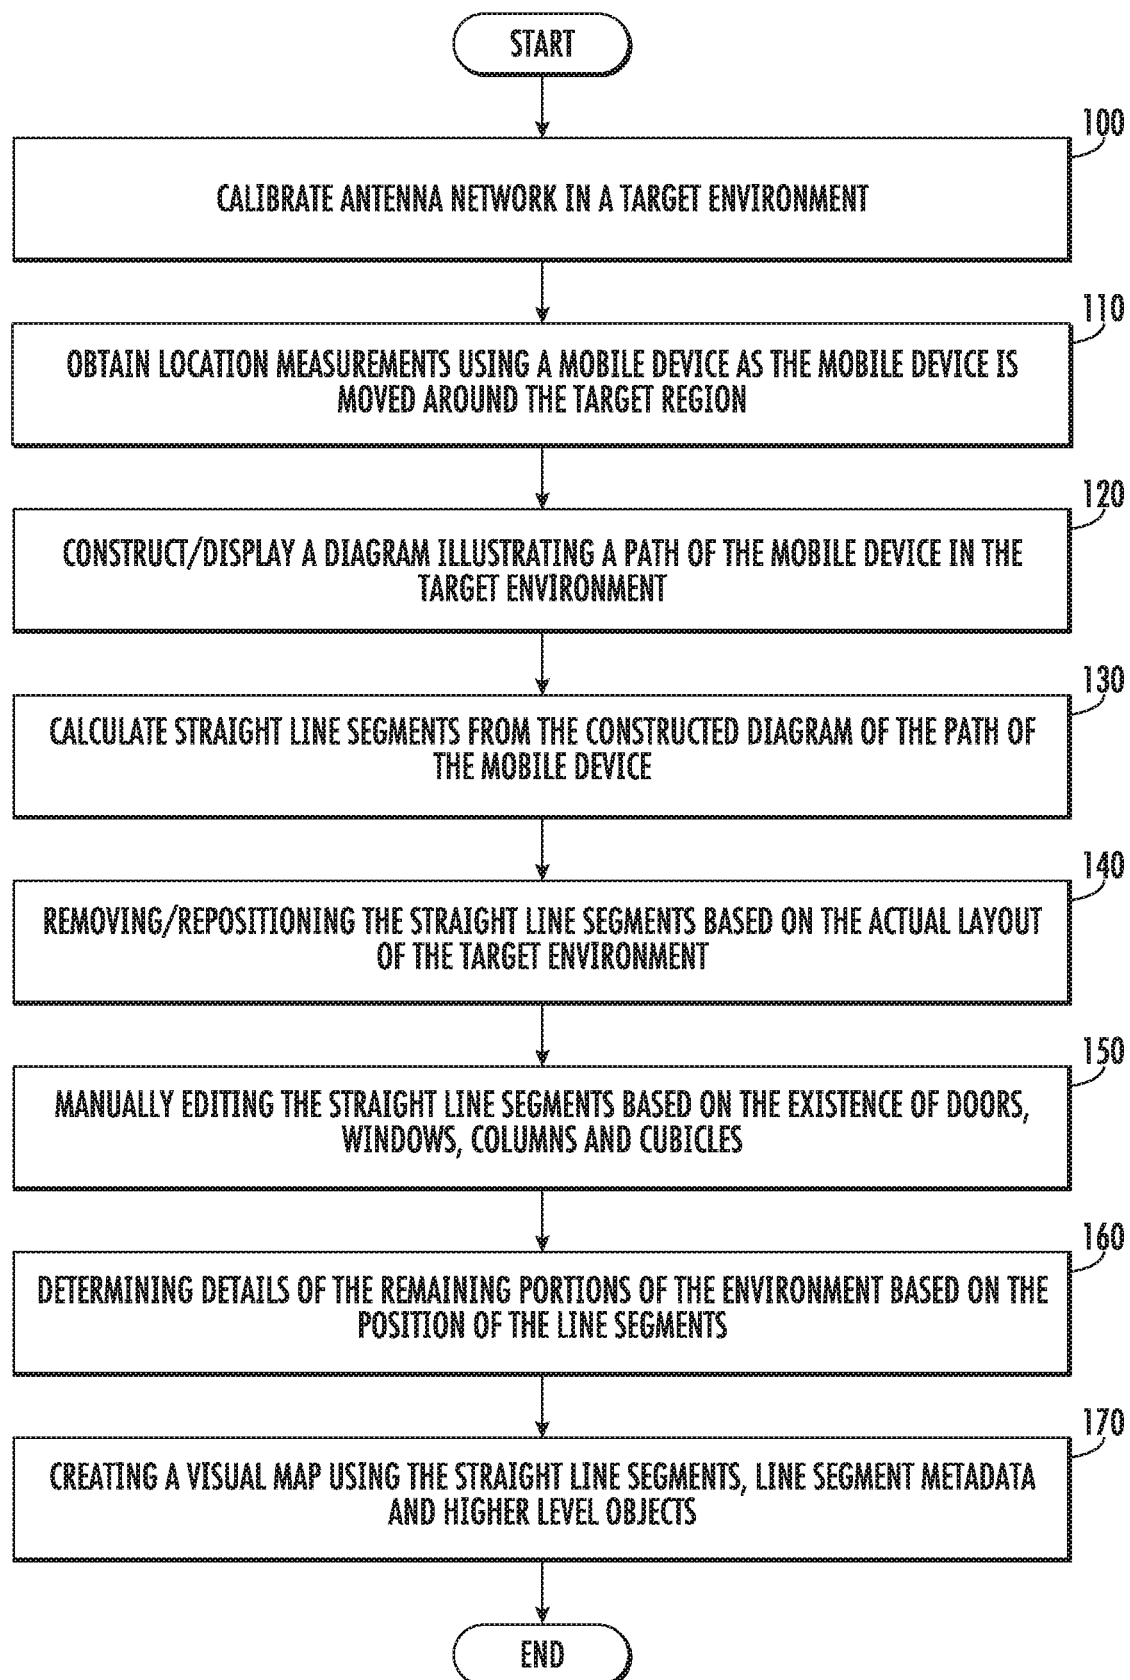 START
100
CALIBRATE ANTENNA NETWORK IN A TARGET ENVIRONMENT
110
OBTAIN LOCATION MEASUREMENTS USING A MOBILE DEVICE AS THE MOBILE DEVICE IS
MOVED AROUND THE TARGET REGION
120
CONSTRUCT/DISPLAY A DIAGRAM ILLUSTRATING A PATH OF THE MOBILE DEVICE IN THE
TARGET ENVIRONMENT
130
CALCULATE STRAIGHT LINE SEGMENTS FROM THE CONSTRUCTED DIAGRAM OF THE PATH OF
THE MOBILE DEVICE
140
REMOVING/REPOSITIONING THE STRAIGHT LINE SEGMENTS BASED ON THE ACTUAL LAYOUT
OF THE TARGET ENVIRONMENT
150
MANUALLY EDITING THE STRAIGHT LINE SEGMENTS BASED ON THE EXISTENCE OF DOORS,
WINDOWS, COLUMNS AND CUBICLES
160
DETERMINING DETAILS OF THE REMAINING PORTIONS OF THE ENVIRONMENT BASED ON THE
POSITION OF THE LINE SEGMENTS
170
CREATING A VISUAL MAP USING THE STRAIGHT LINE SEGMENTS, LINE SEGMENT METADATA
AND HIGHER LEVEL OBJECTS
END